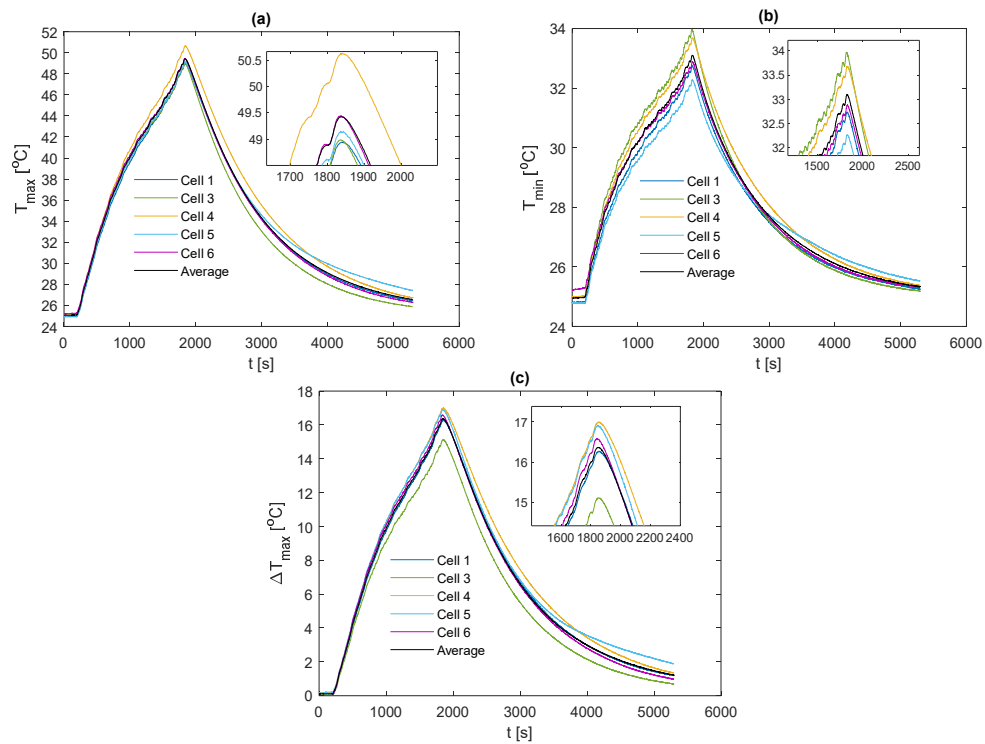 (a)
52
50
48
46
44
42
40
38
36
34
32
30
28
26
24
T_max [°C]
50.5
50
49.5
49
1700 1800 1900 2000
Cell 1
Cell 3
Cell 4
Cell 5
Cell 6
Average
0 1000 2000 3000 4000 5000 6000
t [s]
(b)
34
32
30
28
26
24
T_min [°C]
34
33.5
33
32.5
32
1300 1600 1900 2200 2500
Cell 1
Cell 3
Cell 4
Cell 5
Cell 6
Average
0 1000 2000 3000 4000 5000 6000
t [s]
(c)
18
16
14
12
10
8
6
4
2
0
ΔT_max [°C]
17
16
15
1600 1800 2000 2200 2400
Cell 1
Cell 3
Cell 4
Cell 5
Cell 6
Average
0 1000 2000 3000 4000 5000 6000
t [s]